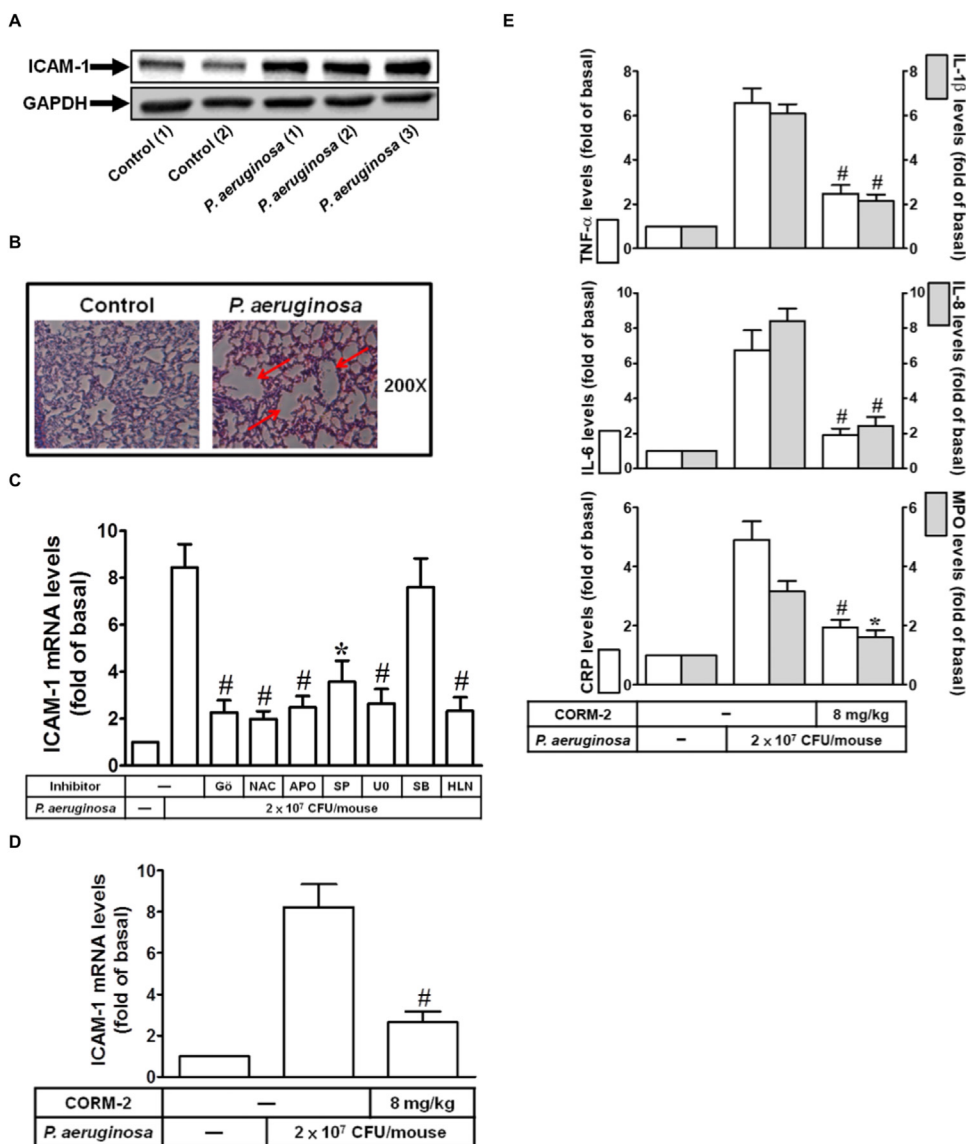 A
ICAM-1
GAPDH
Control (1)
Control (2)
P. aeruginosa (1)
P. aeruginosa (2)
P. aeruginosa (3)
B
Control
P. aeruginosa
200X
C
ICAM-1 mRNA levels
(fold of basal)
10
8
6
4
2
0
#
#
#
*
#
#
Inhibitor
–
Gö
NAC
APO
SP
U0
SB
HLN
P. aeruginosa
–
2 x 10⁷ CFU/mouse
D
ICAM-1 mRNA levels
(fold of basal)
10
8
6
4
2
0
#
CORM-2
–
8 mg/kg
P. aeruginosa
–
2 x 10⁷ CFU/mouse
E
TNF-α levels (fold of basal)
8
6
4
2
0
#
#
8
6
4
2
0
IL-1β levels (fold of basal)
IL-6 levels (fold of basal)
10
8
6
4
2
0
#
#
10
8
6
4
2
0
IL-8 levels (fold of basal)
CRP levels (fold of basal)
6
4
2
0
#
*
6
4
2
0
MPO levels (fold of basal)
CORM-2
–
8 mg/kg
P. aeruginosa
–
2 x 10⁷ CFU/mouse